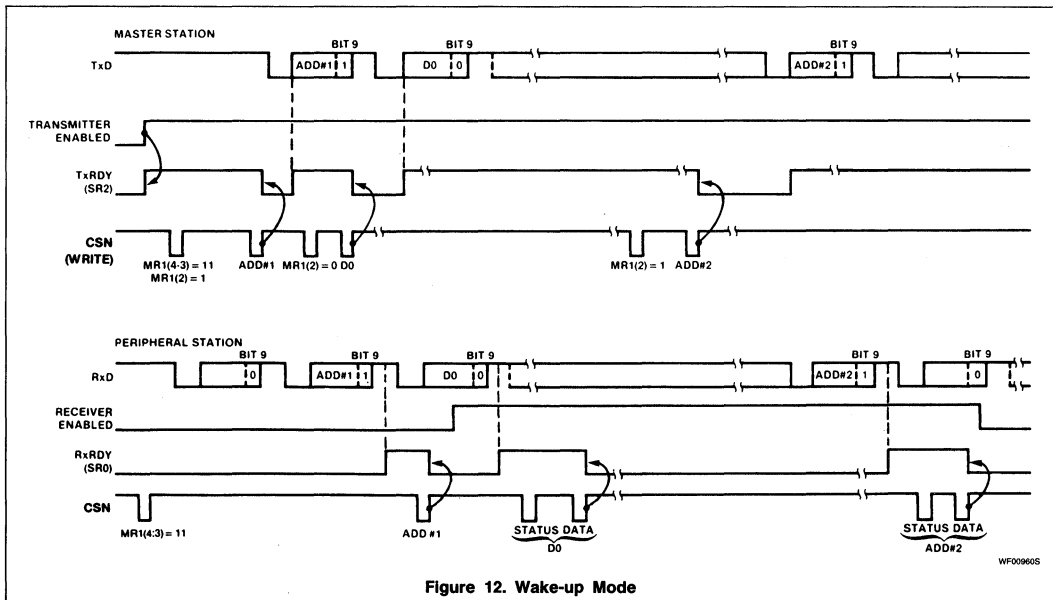 MASTER STATION
BIT 9 BIT 9 BIT 9
TxD ADD#1 1 D0 0 ADD#2 1
TRANSMITTER
ENABLED
TxRDY
(SR2)
CSN
(WRITE)
MR1(4-3) = 11 ADD#1 MR1(2) = 0 D0 MR1(2) = 1 ADD#2
MR1(2) = 1
PERIPHERAL STATION
BIT 9 BIT 9 BIT 9 BIT 9 BIT 9
RxD 0 ADD#1 1 D0 0 ADD#2 1 0
RECEIVER
ENABLED
RxRDY
(SR0)
CSN
MR1(4:3) = 11 ADD #1 STATUS DATA STATUS DATA
D0 ADD#2
WF00960S
Figure 12. Wake-up Mode